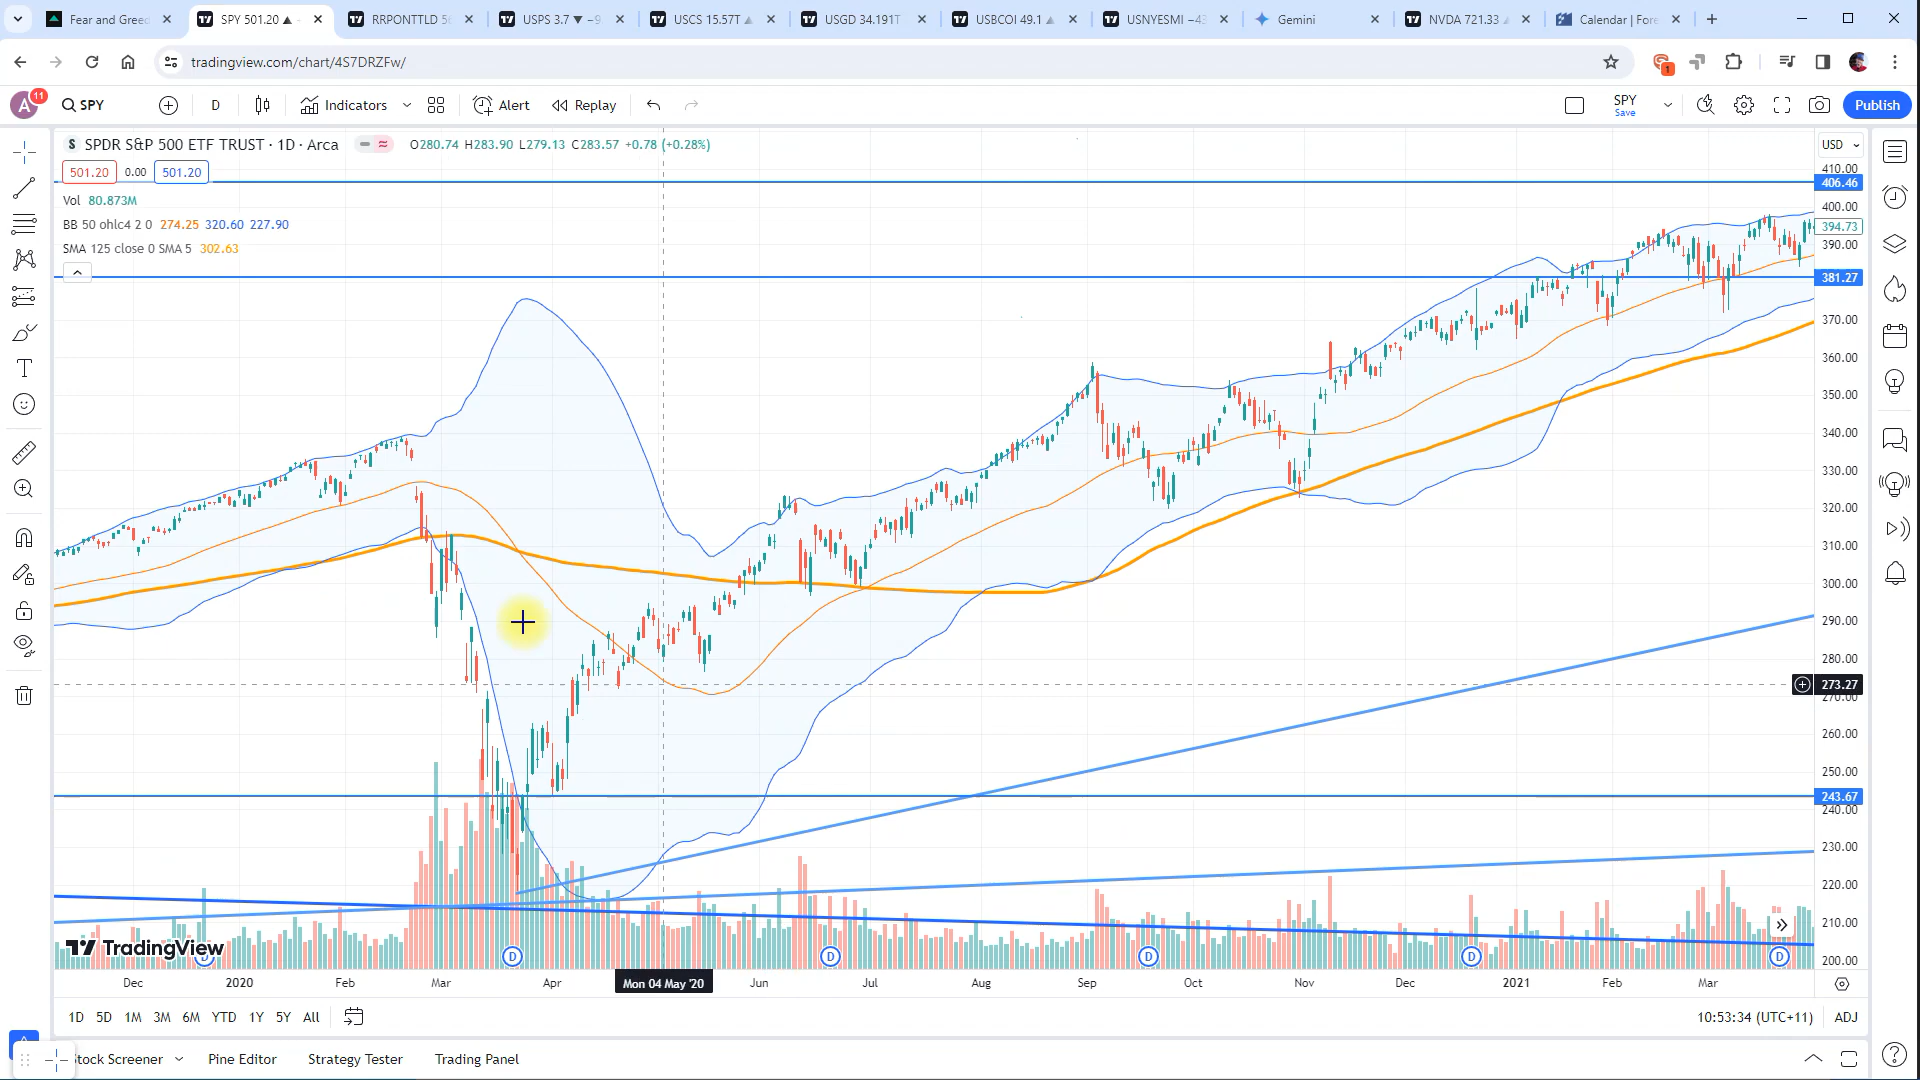 Fear and Greed
SPY 501.20 ▲
RRPONTTLD 5
USPS 3.7 ▼ −9
USCS 15.57T
USGD 34.191T
USBCOI 49.1
USNYESMI −43
Gemini
NVDA 721.33
Calendar | Fore
tradingview.com/chart/4S7DRZFw/
1
A
11
SPY
D
Indicators
Alert
Replay
SPY
Save
Publish
S SPDR S&P 500 ETF TRUST · 1D · Arca
O280.74 H283.90 L279.13 C283.57 +0.78 (+0.28%)
USD
501.20 0.00 501.20
Vol 80.873M
BB 50 ohlc4 2 0 274.25 320.60 227.90
SMA 125 close 0 SMA 5 302.63
410.00
406.46
400.00
394.73
390.00
381.27
370.00
360.00
350.00
340.00
330.00
320.00
310.00
300.00
290.00
280.00
273.27
270.00
260.00
250.00
243.67
240.00
230.00
220.00
210.00
200.00
TradingView
D
D
D
D
D
D
Dec
2020
Feb
Mar
Apr
Mon 04 May '20
Jun
Jul
Aug
Sep
Oct
Nov
Dec
2021
Feb
Mar
1D 5D 1M 3M 6M YTD 1Y 5Y All
10:53:34 (UTC+11)
ADJ
tock Screener
Pine Editor
Strategy Tester
Trading Panel